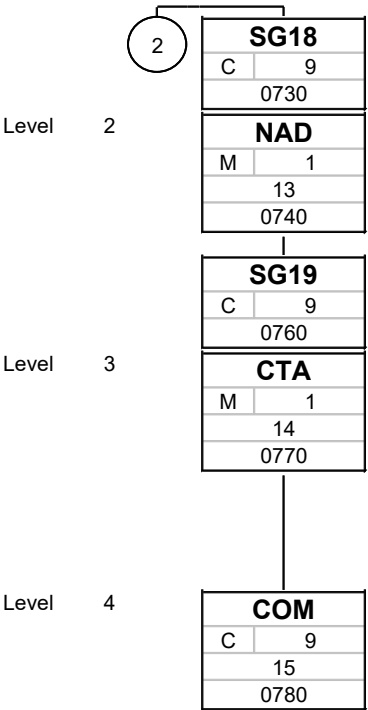 2
SG18
C 9
0730
Level 2
NAD
M 1
13
0740
SG19
C 9
0760
Level 3
CTA
M 1
14
0770
Level 4
COM
C 9
15
0780